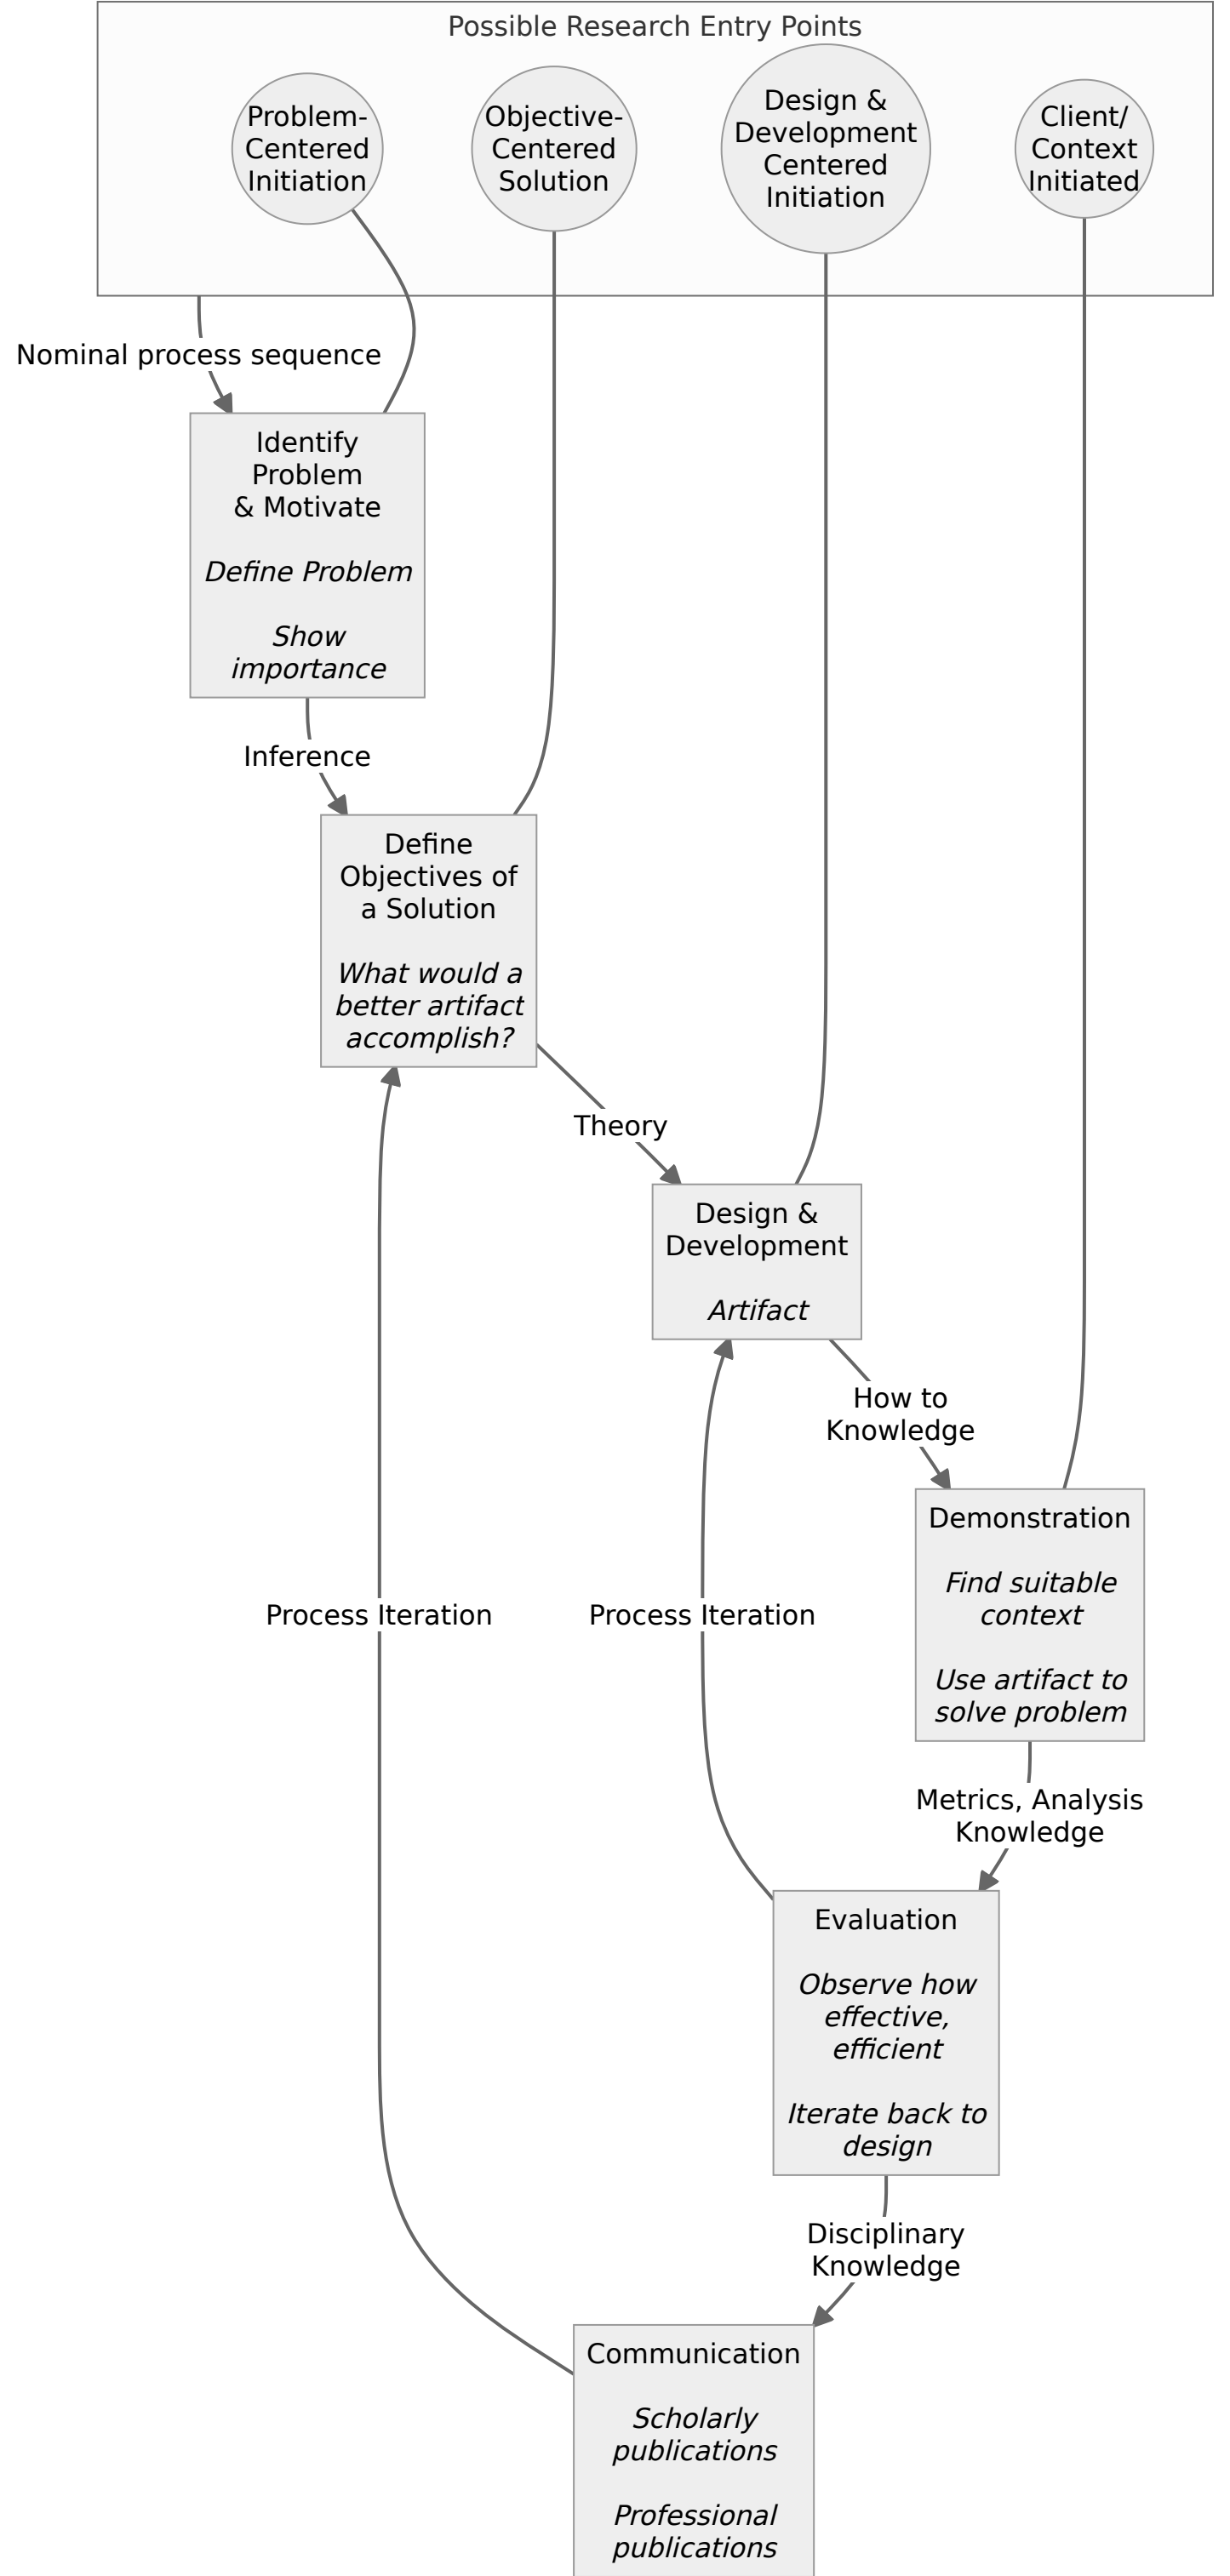 Possible Research Entry Points
Problem-
Centered
Initiation
Objective-
Centered
Solution
Design &
Development
Centered
Initiation
Client/
Context
Initiated
Nominal process sequence
Identify
Problem
& Motivate
Define Problem
Show
importance
Inference
Define
Objectives of
a Solution
What would a
better artifact
accomplish?
Theory
Design &
Development
Artifact
How to
Knowledge
Demonstration
Find suitable
context
Use artifact to
solve problem
Process Iteration
Process Iteration
Metrics, Analysis
Knowledge
Evaluation
Observe how
effective,
efficient
Iterate back to
design
Disciplinary
Knowledge
Communication
Scholarly
publications
Professional
publications